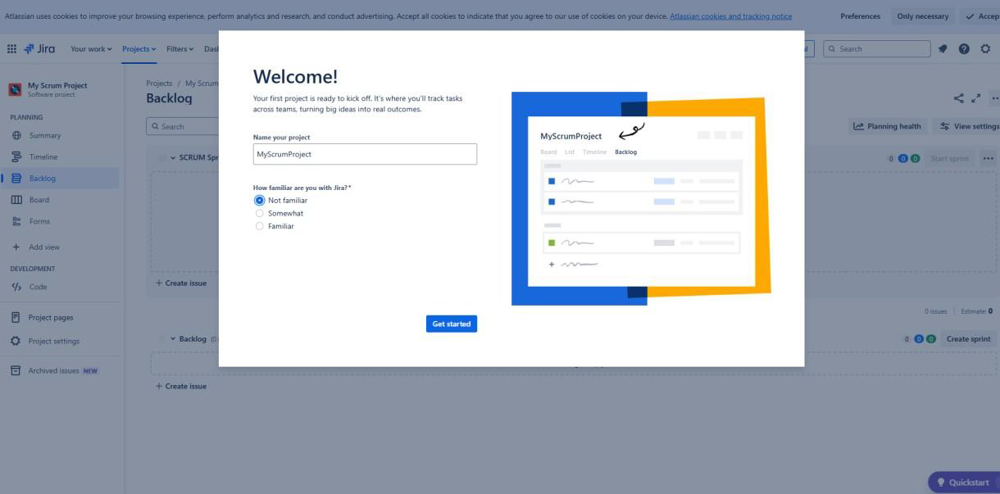 Atlassian uses cookies to improve your browsing experience, perform analytics and research, and conduct advertising. Accept all cookies to indicate that you agree to our use of cookies on your device. Atlassian cookies and tracking notice Preferences Only necessary
Jira Your work Projects Filters Search
My Scrum Project
Software project
PLANNING
Summary
Timeline
Backlog
Board
Forms
Add view
DEVELOPMENT
Code
Project pages
Project settings
Archived issues NEW
Projects / My Scrum
Backlog
Search
Planning health View settings
SCRUM
0 0 0 Start sprint
+ Create issue
0 issues Estimate: 0
Backlog
0 0 0 Create sprint
+ Create issue
Quickstart
Welcome!
Your first project is ready to kick off. It's where you'll track tasks
across teams, turning big ideas into real outcomes.
Name your project
MyScrumProject
How familiar are you with Jira?*
Not familiar
Somewhat
Familiar
Get started
MyScrumProject
Board List Timeline Backlog